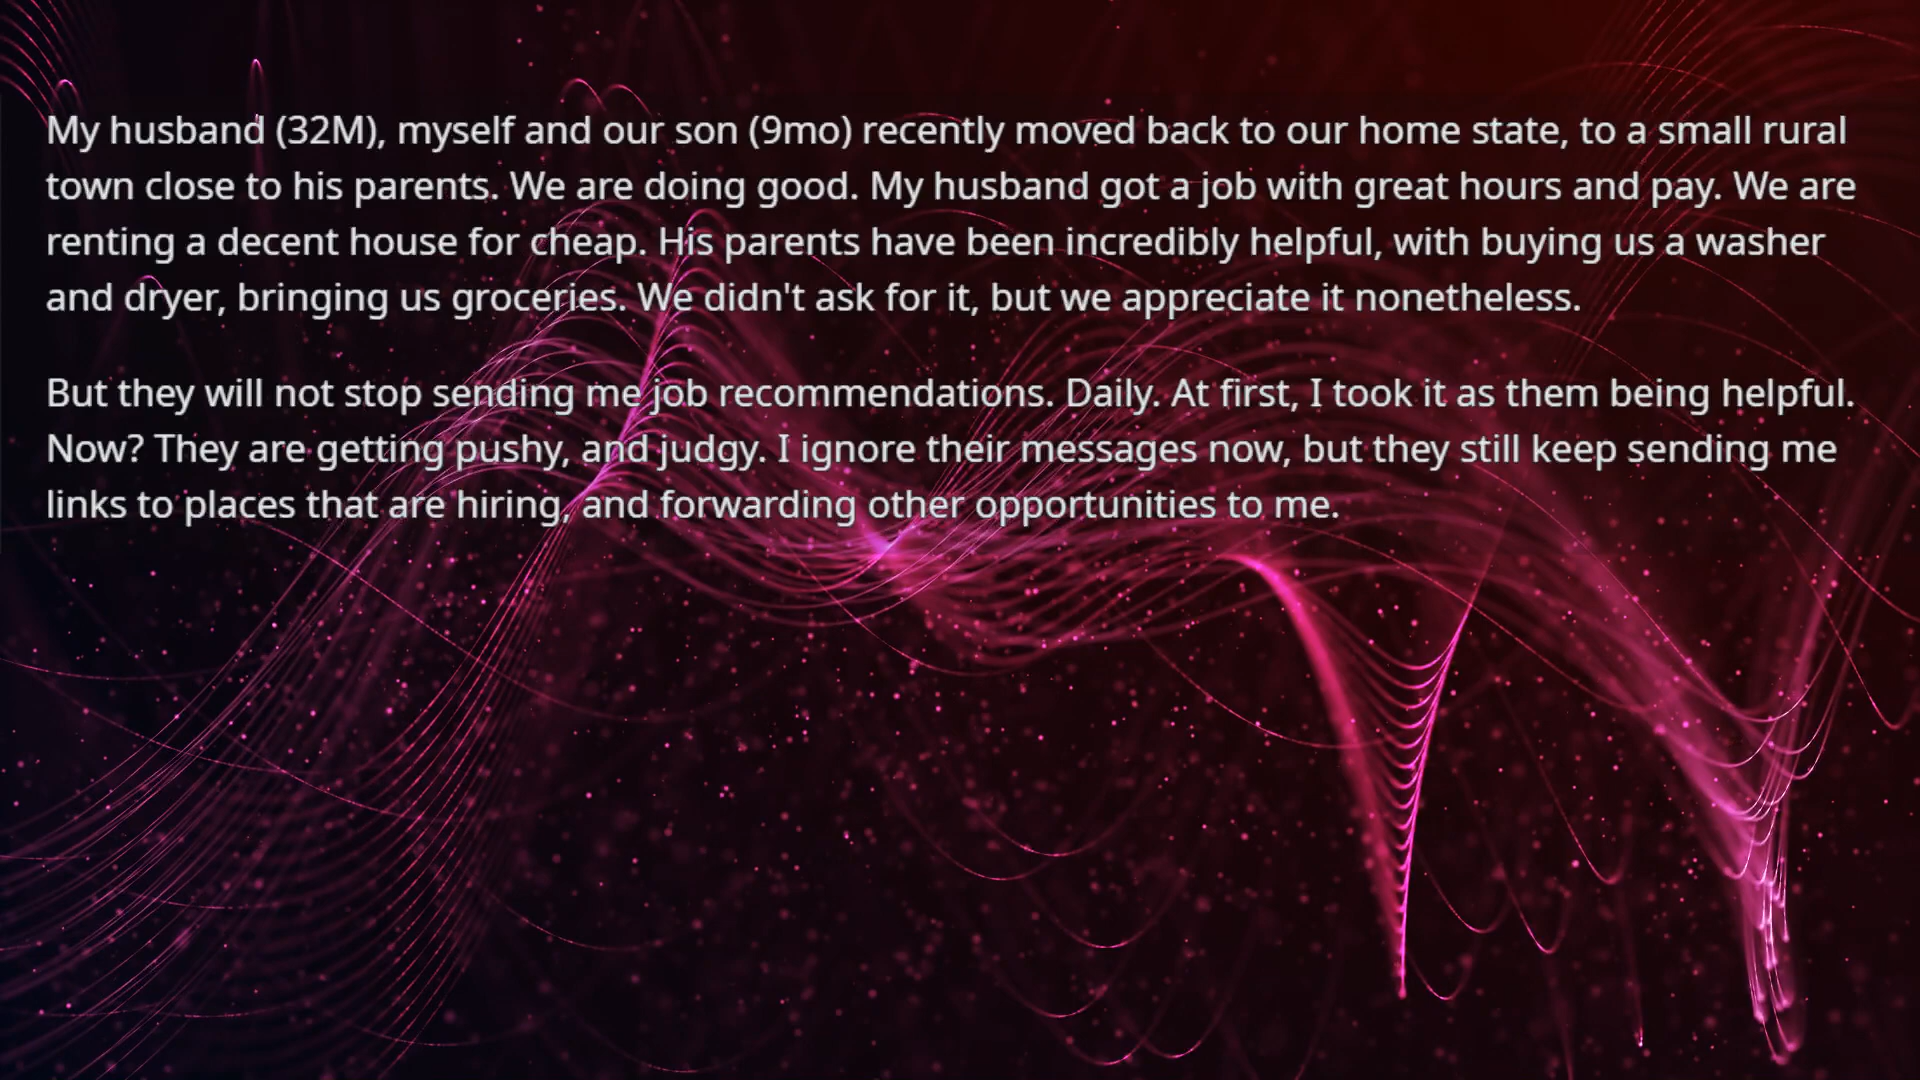 My husband (32M), myself and our son (9mo) recently moved back to our home state, to a small rural
town close to his parents. We are doing good. My husband got a job with great hours and pay. We are
renting a decent house for cheap. His parents have been incredibly helpful, with buying us a washer
and dryer, bringing us groceries. We didn't ask for it, but we appreciate it nonetheless.
But they will not stop sending me job recommendations. Daily. At first, I took it as them being helpful.
Now? They are getting pushy, and judgy. I ignore their messages now, but they still keep sending me
links to places that are hiring, and forwarding other opportunities to me.